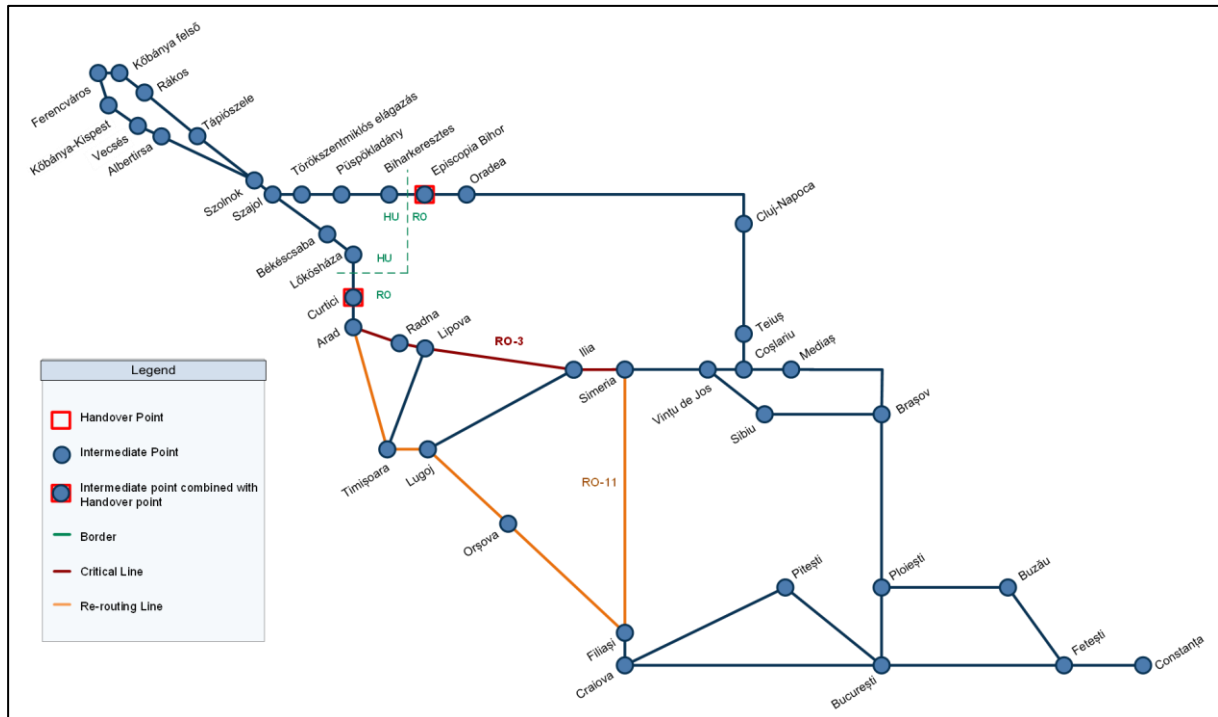 Kőbánya felső
Ferencváros
Rákos
Kőbánya-Kispest
Vecsés
Albertirsa
Tápiószele
Szolnok
Szajol
Törökszentmiklós elágazás
Püspökladány
Biharkeresztes
Episcopia Bihor
Oradea
HU
RO
Cluj-Napoca
Békéscsaba
Lőkösháza
HU
RO
Curtici
Arad
Radna
Lipova
RO-3
Ilia
Simeria
Vințu de Jos
Teiuș
Coșlariu
Mediaș
Sibiu
Brașov
Timișoara
Lugoj
RO-11
Orșova
Filiași
Craiova
Pitești
Ploiești
Buzău
București
Fetești
Constanța
Legend
Handover Point
Intermediate Point
Intermediate point combined with
Handover point
Border
Critical Line
Re-routing Line